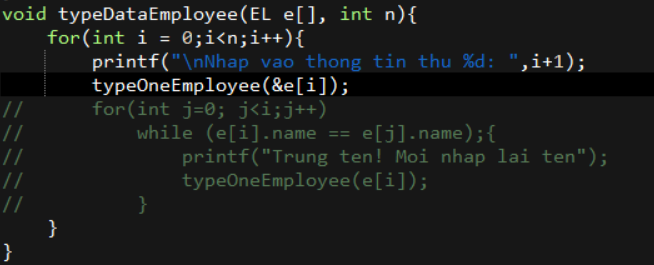 void typeDataEmployee(EL e[], int n){
    for(int i = 0;i<n;i++){
        printf("\nNhap vao thong tin thu %d: ",i+1);
        typeOneEmployee(&e[i]);
//      for(int j=0; j<i;j++)
//          while (e[i].name == e[j].name);{
//              printf("Trung ten! Moi nhap lai ten");
//              typeOneEmployee(e[i]);
//          }
    }
}